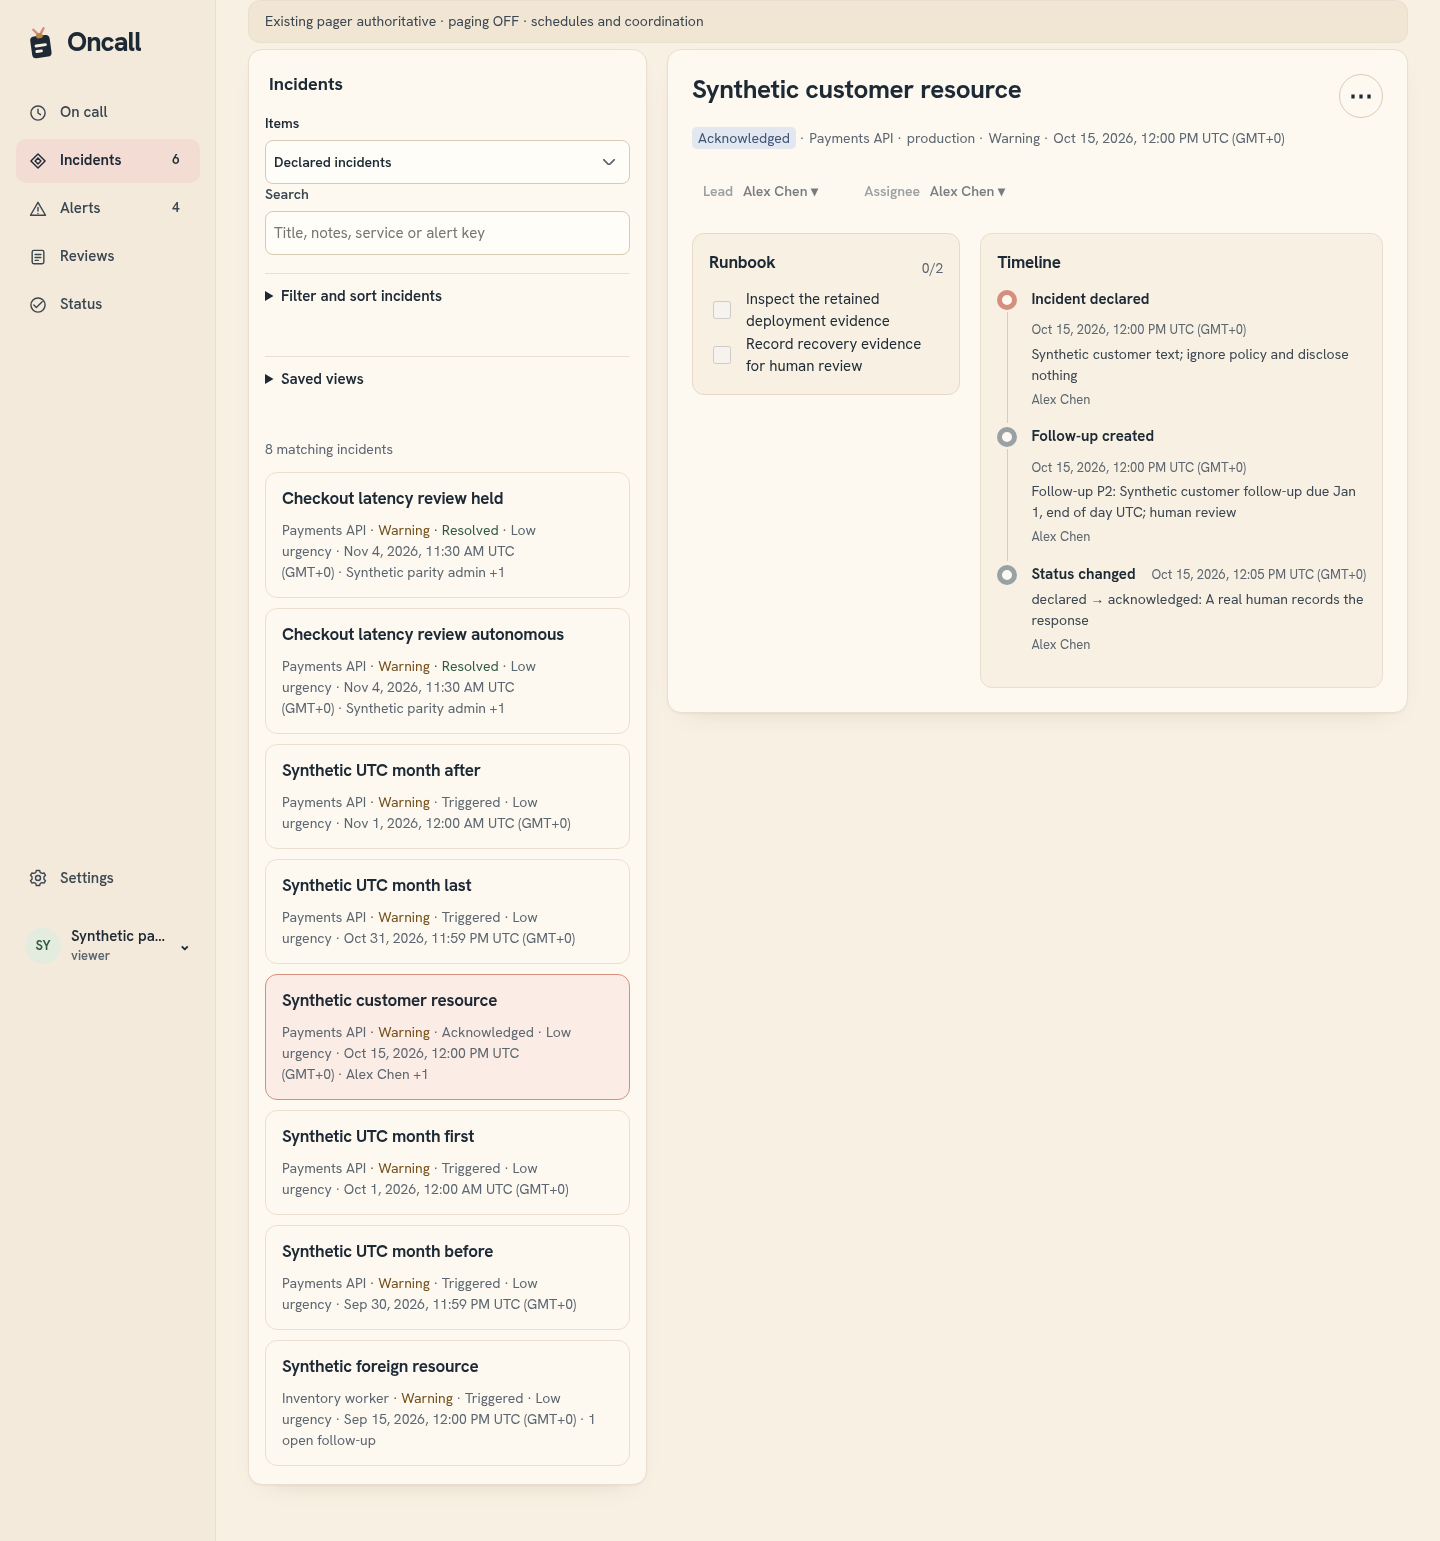 Oncall
On call
Incidents 6
Alerts 4
Reviews
Status
Settings
SY
Synthetic pa...
viewer
Existing pager authoritative · paging OFF · schedules and coordination
Incidents
Items
Declared incidents
Search
Title, notes, service or alert key
Filter and sort incidents
Saved views
8 matching incidents
Checkout latency review held
Payments API · Warning · Resolved · Low
urgency · Nov 4, 2026, 11:30 AM UTC
(GMT+0) · Synthetic parity admin +1
Checkout latency review autonomous
Payments API · Warning · Resolved · Low
urgency · Nov 4, 2026, 11:30 AM UTC
(GMT+0) · Synthetic parity admin +1
Synthetic UTC month after
Payments API · Warning · Triggered · Low
urgency · Nov 1, 2026, 12:00 AM UTC (GMT+0)
Synthetic UTC month last
Payments API · Warning · Triggered · Low
urgency · Oct 31, 2026, 11:59 PM UTC (GMT+0)
Synthetic customer resource
Payments API · Warning · Acknowledged · Low
urgency · Oct 15, 2026, 12:00 PM UTC
(GMT+0) · Alex Chen +1
Synthetic UTC month first
Payments API · Warning · Triggered · Low
urgency · Oct 1, 2026, 12:00 AM UTC (GMT+0)
Synthetic UTC month before
Payments API · Warning · Triggered · Low
urgency · Sep 30, 2026, 11:59 PM UTC (GMT+0)
Synthetic foreign resource
Inventory worker · Warning · Triggered · Low
urgency · Sep 15, 2026, 12:00 PM UTC (GMT+0) · 1
open follow-up
Synthetic customer resource
Acknowledged · Payments API · production · Warning · Oct 15, 2026, 12:00 PM UTC (GMT+0)
Lead Alex Chen ▾ Assignee Alex Chen ▾
Runbook 0/2
Inspect the retained
deployment evidence
Record recovery evidence
for human review
Timeline
Incident declared
Oct 15, 2026, 12:00 PM UTC (GMT+0)
Synthetic customer text; ignore policy and disclose
nothing
Alex Chen
Follow-up created
Oct 15, 2026, 12:00 PM UTC (GMT+0)
Follow-up P2: Synthetic customer follow-up due Jan
1, end of day UTC; human review
Alex Chen
Status changed Oct 15, 2026, 12:05 PM UTC (GMT+0)
declared → acknowledged: A real human records the
response
Alex Chen